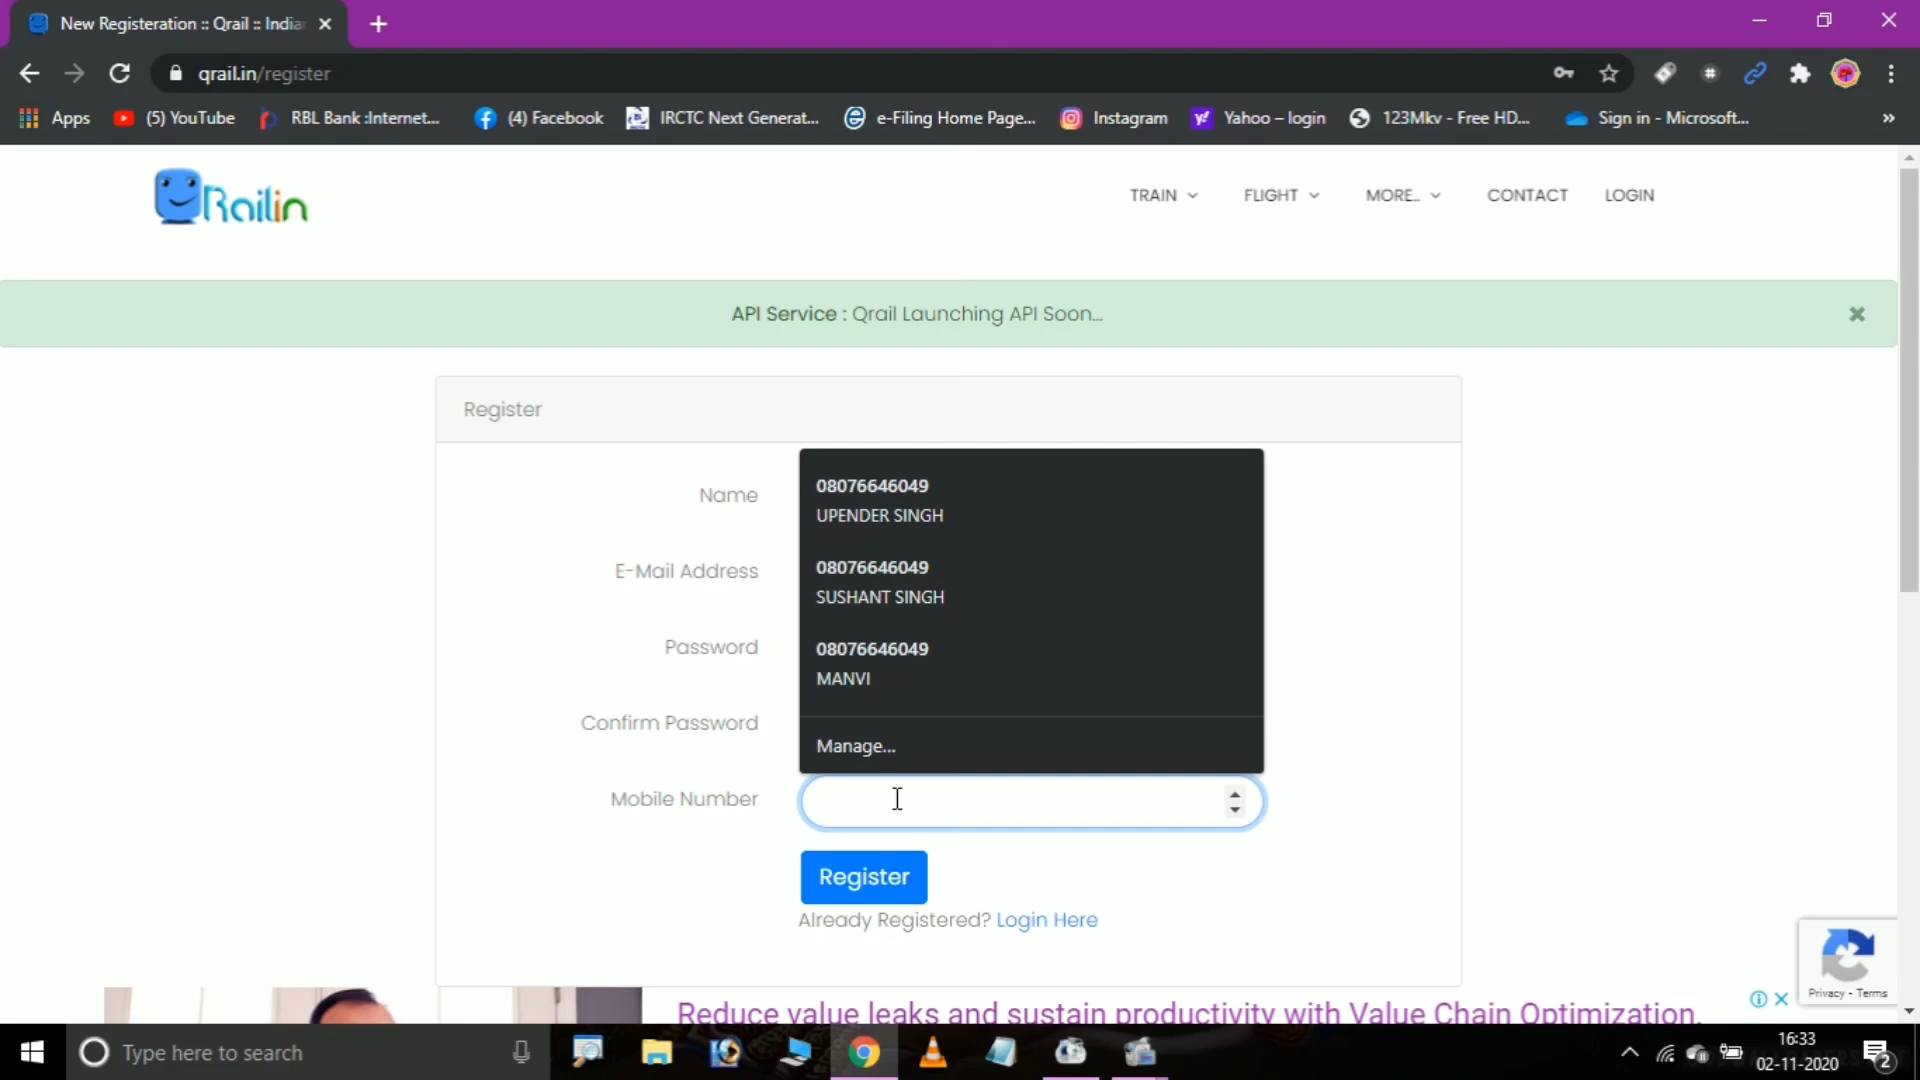 New Registeration :: Qrail :: India
qrail.in/register
Apps
(5) YouTube
RBL Bank :Internet...
(4) Facebook
IRCTC Next Generat...
e-Filing Home Page...
Instagram
Yahoo – login
123Mkv - Free HD...
Sign in - Microsoft...
»
Railin
TRAIN
FLIGHT
MORE..
CONTACT
LOGIN
API Service : Qrail Launching API Soon...
Register
Name
E-Mail Address
Password
Confirm Password
Mobile Number
08076646049
UPENDER SINGH
08076646049
SUSHANT SINGH
08076646049
MANVI
Manage...
Register
Already Registered? Login Here
Privacy - Terms
Reduce value leaks and sustain productivity with Value Chain Optimization.
Type here to search
16:33
02-11-2020
2